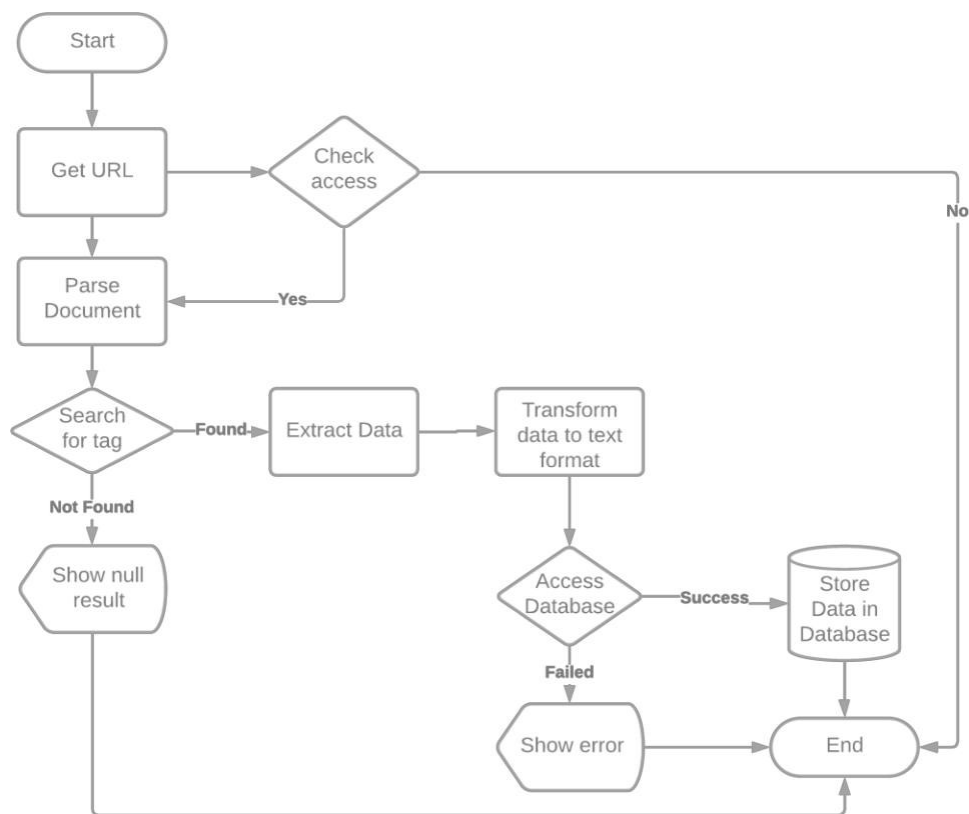 Start
Get URL
Check
access
No
Parse
Document
Yes
Search
for tag
Found
Extract Data
Transform
data to text
format
Not Found
Show null
result
Access
Database
Success
Store
Data in
Database
Failed
Show error
End